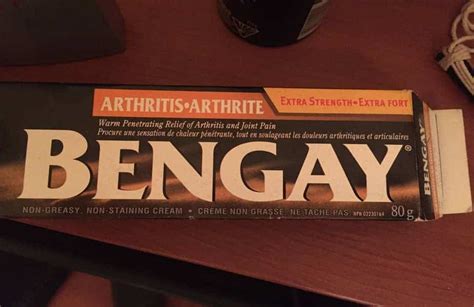 ARTHRITIS•ARTHRITE
EXTRA STRENGTH•EXTRA FORT
Warm Penetrating Relief of Arthritis and Joint Pain
Procure une sensation de chaleur pénétrante, tout en soulageant les douleurs arthritiques et articulaires
BENGAY®
BENGAY
NON-GREASY, NON-STAINING CREAM • CRÈME NON GRASSE, NE TACHE PAS
NPN 02230164
80 g